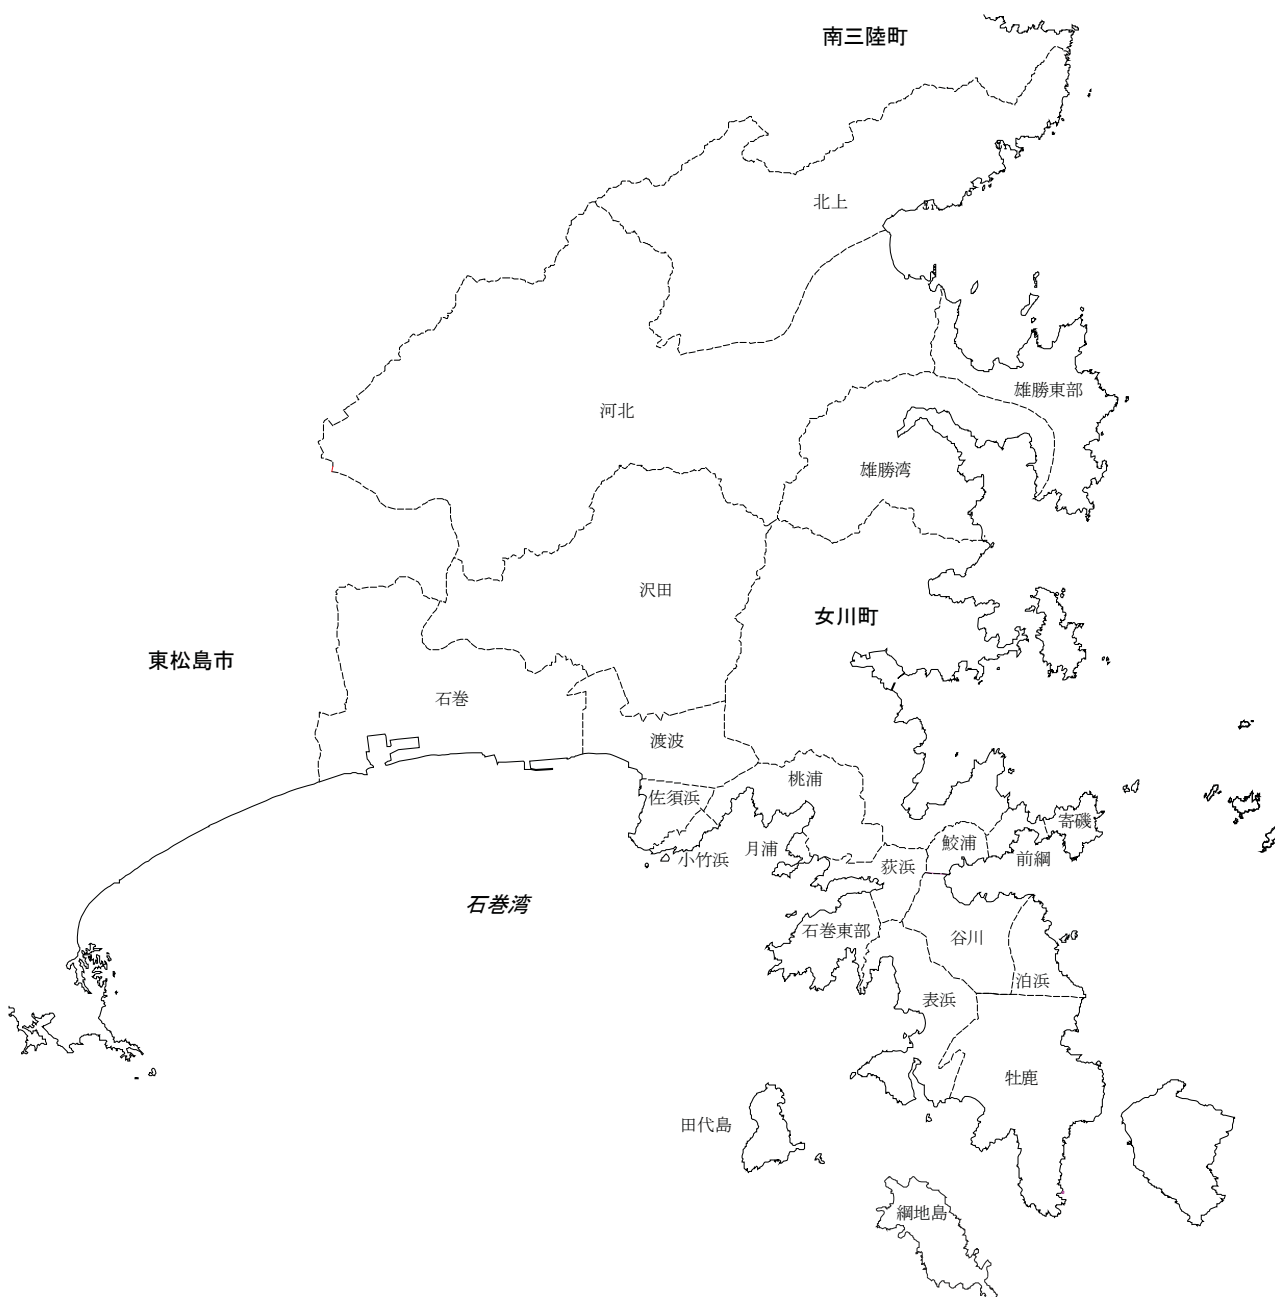 南三陸町
北上
雄勝東部
河北
雄勝湾
沢田
女川町
東松島市
石巻
渡波
桃浦
佐須浜
寄磯
鮫浦
月浦
小竹浜
前綱
荻浜
石巻湾
石巻東部
谷川
泊浜
表浜
牡鹿
田代島
綱地島